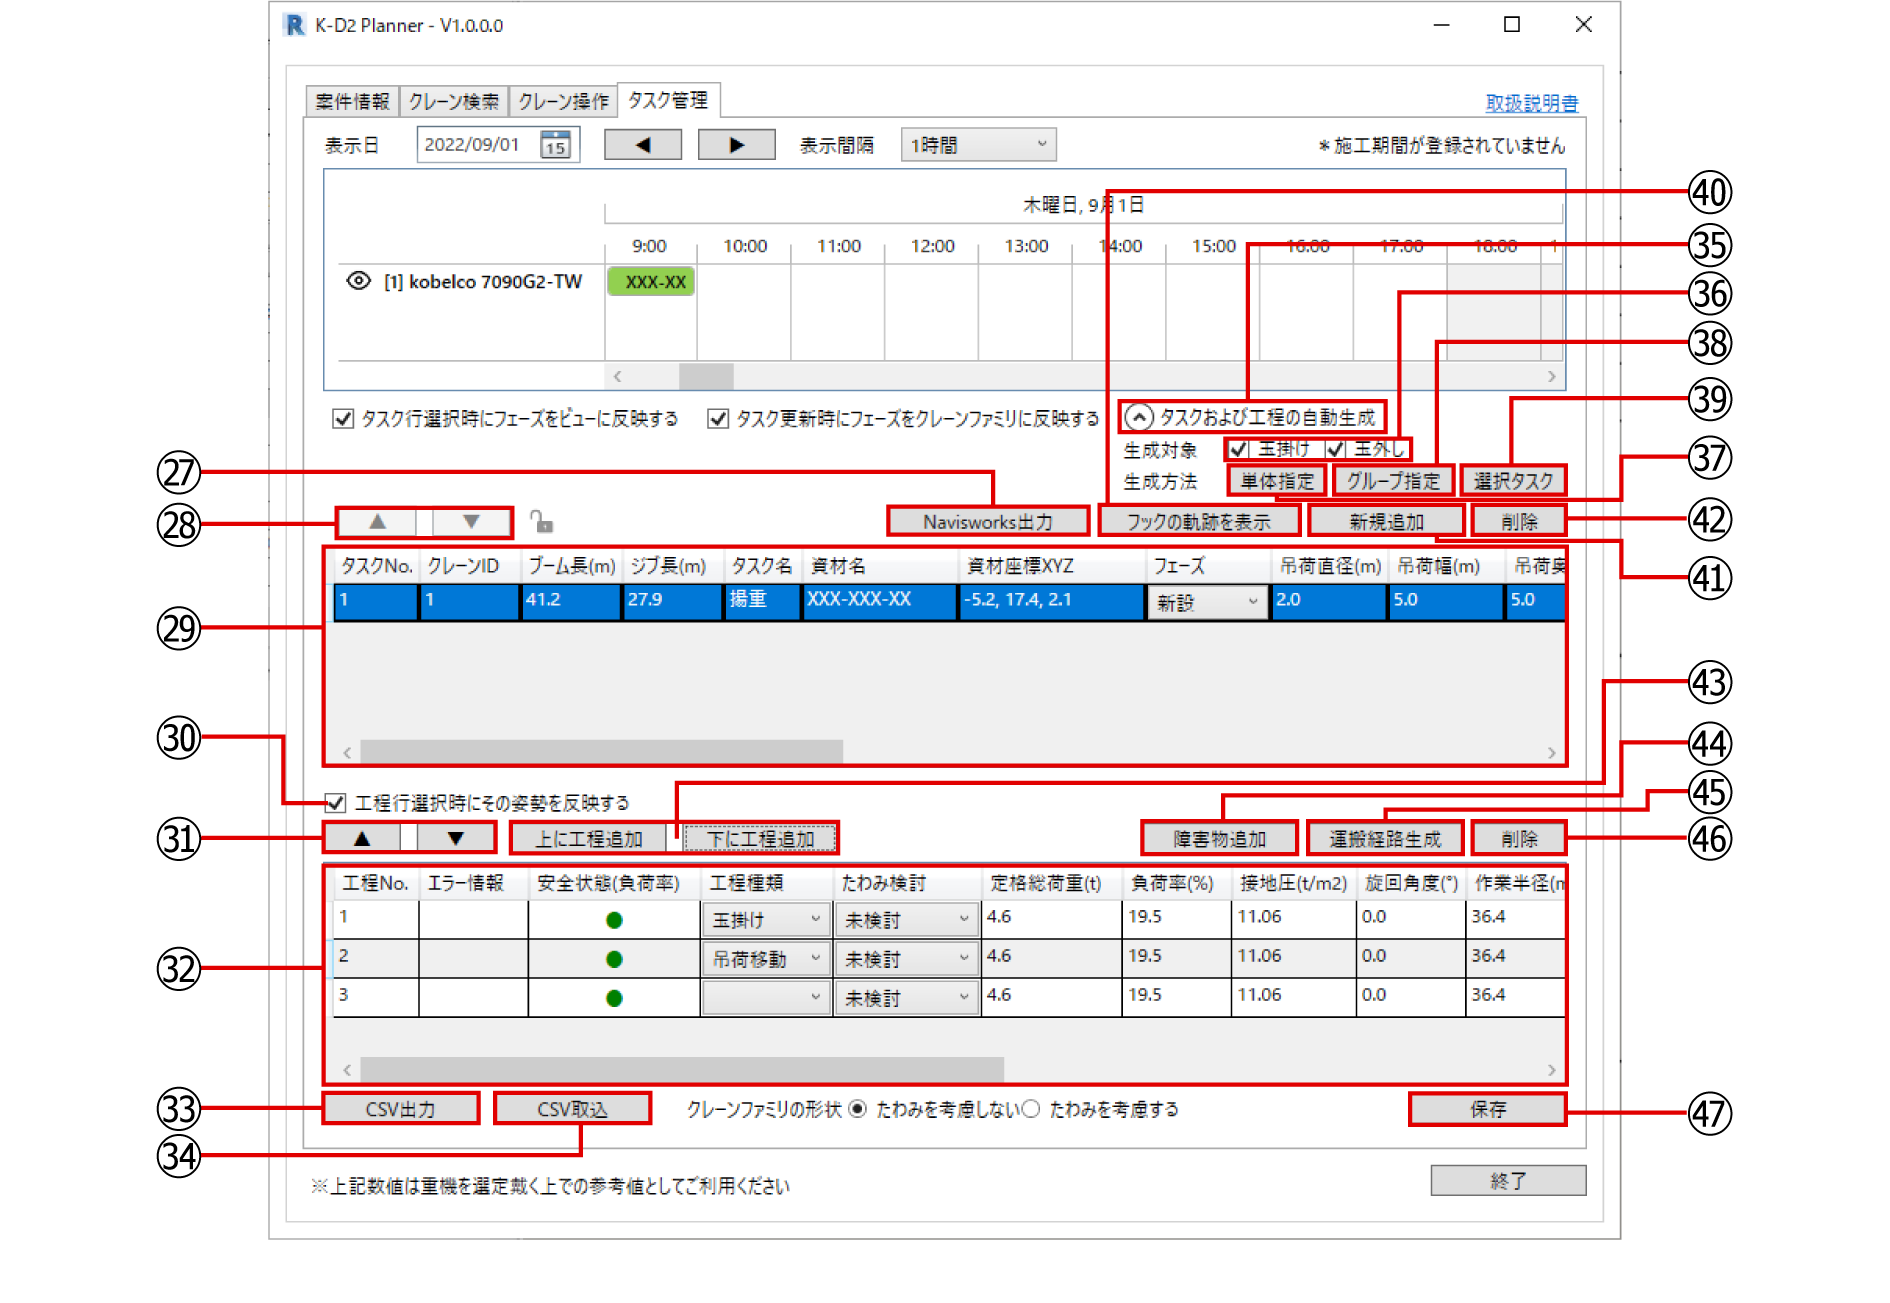 K-D2 Planner - V1.0.0.0
案件情報 クレーン検索 クレーン操作 タスク管理 取扱説明書
表示日 2022/09/01 15 ◀ ▶ 表示間隔 1時間 *施工期間が登録されていません
木曜日, 9月1日
9:00 10:00 11:00 12:00 13:00 14:00 15:00 16:00 17:00 18:00 1
[1] kobelco 7090G2-TW XXX-XX
タスク行選択時にフェーズをビューに反映する タスク更新時にフェーズをクレーンファミリに反映する タスクおよび工程の自動生成
生成対象 玉掛け 玉外し
生成方法 単体指定 グループ指定 選択タスク
▲ ▼ Navisworks出力 フックの軌跡を表示 新規追加 削除
タスクNo. クレーンID ブーム長(m) ジブ長(m) タスク名 資材名 資材座標XYZ フェーズ 吊荷直径(m) 吊荷幅(m) 吊荷奥
1 1 41.2 27.9 揚重 XXX-XXX-XX -5.2, 17.4, 2.1 新設 2.0 5.0 5.0
工程行選択時にその姿勢を反映する
▲ ▼ 上に工程追加 下に工程追加 障害物追加 運搬経路生成 削除
工程No. エラー情報 安全状態(負荷率) 工程種類 たわみ検討 定格総荷重(t) 負荷率(%) 接地圧(t/m2) 旋回角度(°) 作業半径(m
1 玉掛け 未検討 4.6 19.5 11.06 0.0 36.4
2 吊荷移動 未検討 4.6 19.5 11.06 0.0 36.4
3 未検討 4.6 19.5 11.06 0.0 36.4
CSV出力 CSV取込 クレーンファミリの形状 たわみを考慮しない たわみを考慮する 保存
※上記数値は重機を選定戴く上での参考値としてご利用ください
終了
㉗
㉘
㉙
㉚
㉛
㉜
㉝
㉞
㊵
㉟
㊱
㊳
㊴
㊲
㊷
㊶
㊸
㊹
㊺
㊻
㊼